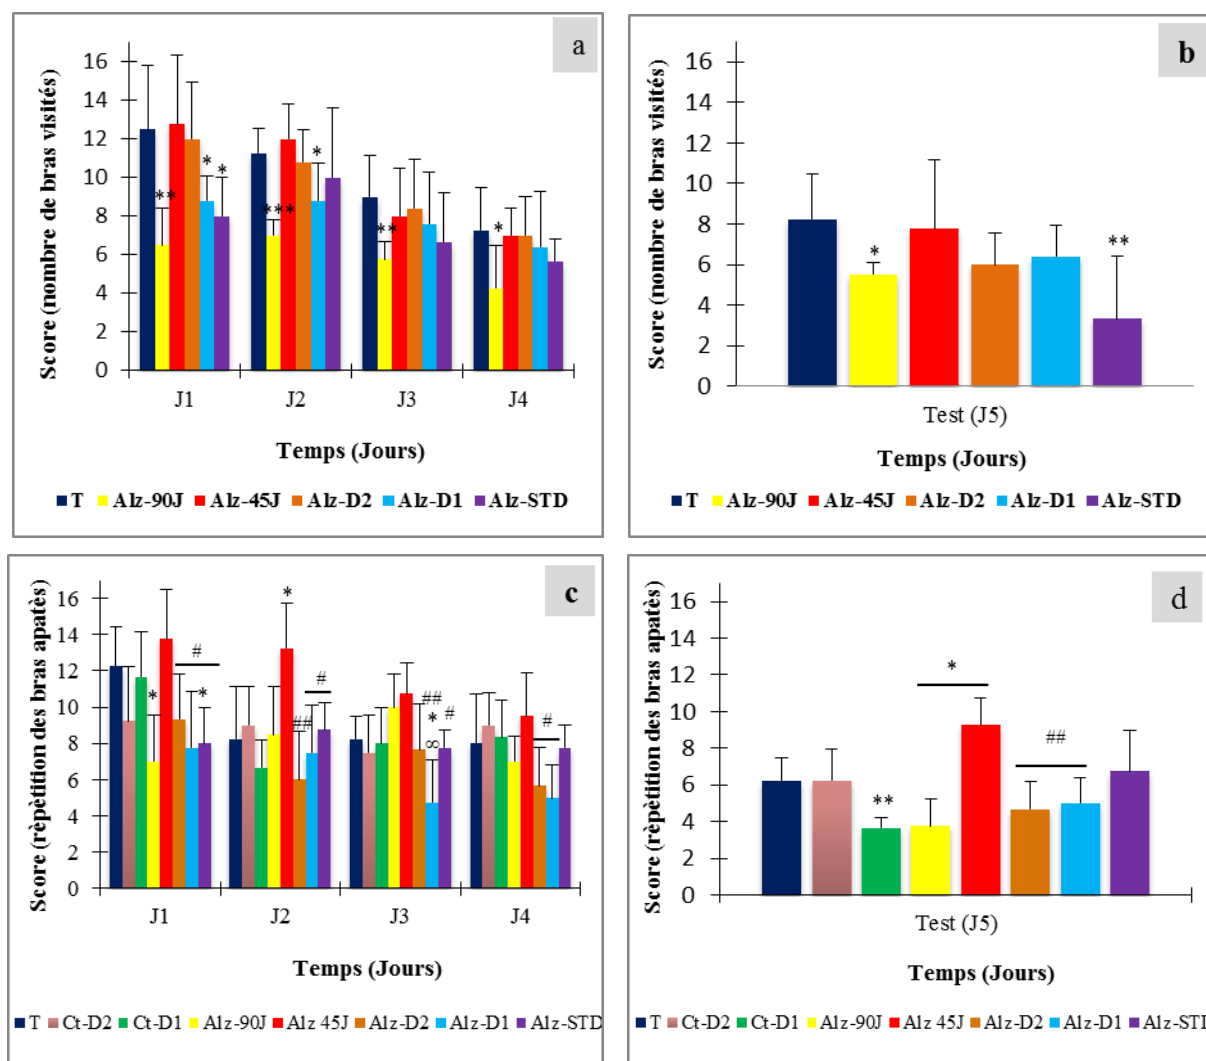 a
Score (nombre de bras visités)
16
14
12
10
8
6
4
2
0
**
*
*
***
*
**
*
J1 J2 J3 J4
Temps (Jours)
T Alz-90J Alz-45J Alz-D2 Alz-D1 Alz-STD
b
Score (nombre de bras visités)
16
14
12
10
8
6
4
2
0
*
**
Test (J5)
Temps (Jours)
T Alz-90J Alz-45J Alz-D2 Alz-D1 Alz-STD
c
Score (rèpètition des bras apatès)
16
14
12
10
8
6
4
2
0
*
#
*
*
##
#
##
*
∞
#
#
J1 J2 J3 J4
Temps (Jours)
T Ct-D2 Ct-D1 Alz-90J Alz 45J Alz-D2 Alz-D1 Alz-STD
d
Score (rèpètition des bras apatès)
16
14
12
10
8
6
4
2
0
**
*
##
Test (J5)
Temps (Jours)
T Ct-D2 Ct-D1 Alz-90J Alz 45J Alz-D2 Alz-D1 Alz-STD